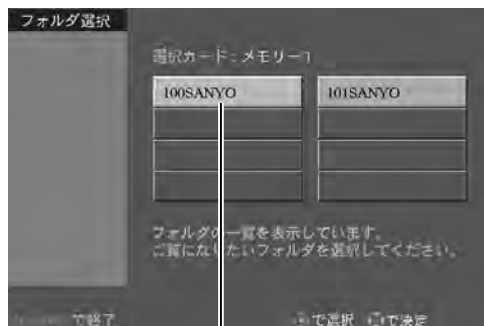 フォルダ選択
選択カード：メモリー1
100SANYO 101SANYO
フォルダの一覧を表示しています。
ご覧になりたいフォルダを選択してください。
で終了 で選択 で決定